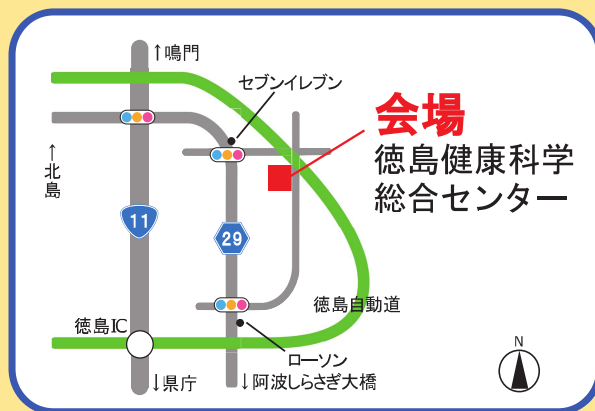 ↑鳴門
セブンイレブン
会場
徳島健康科学
総合センター
↑北島
11
29
徳島自動道
徳島IC
ローソン
↓県庁
↓阿波しらさぎ大橋
N